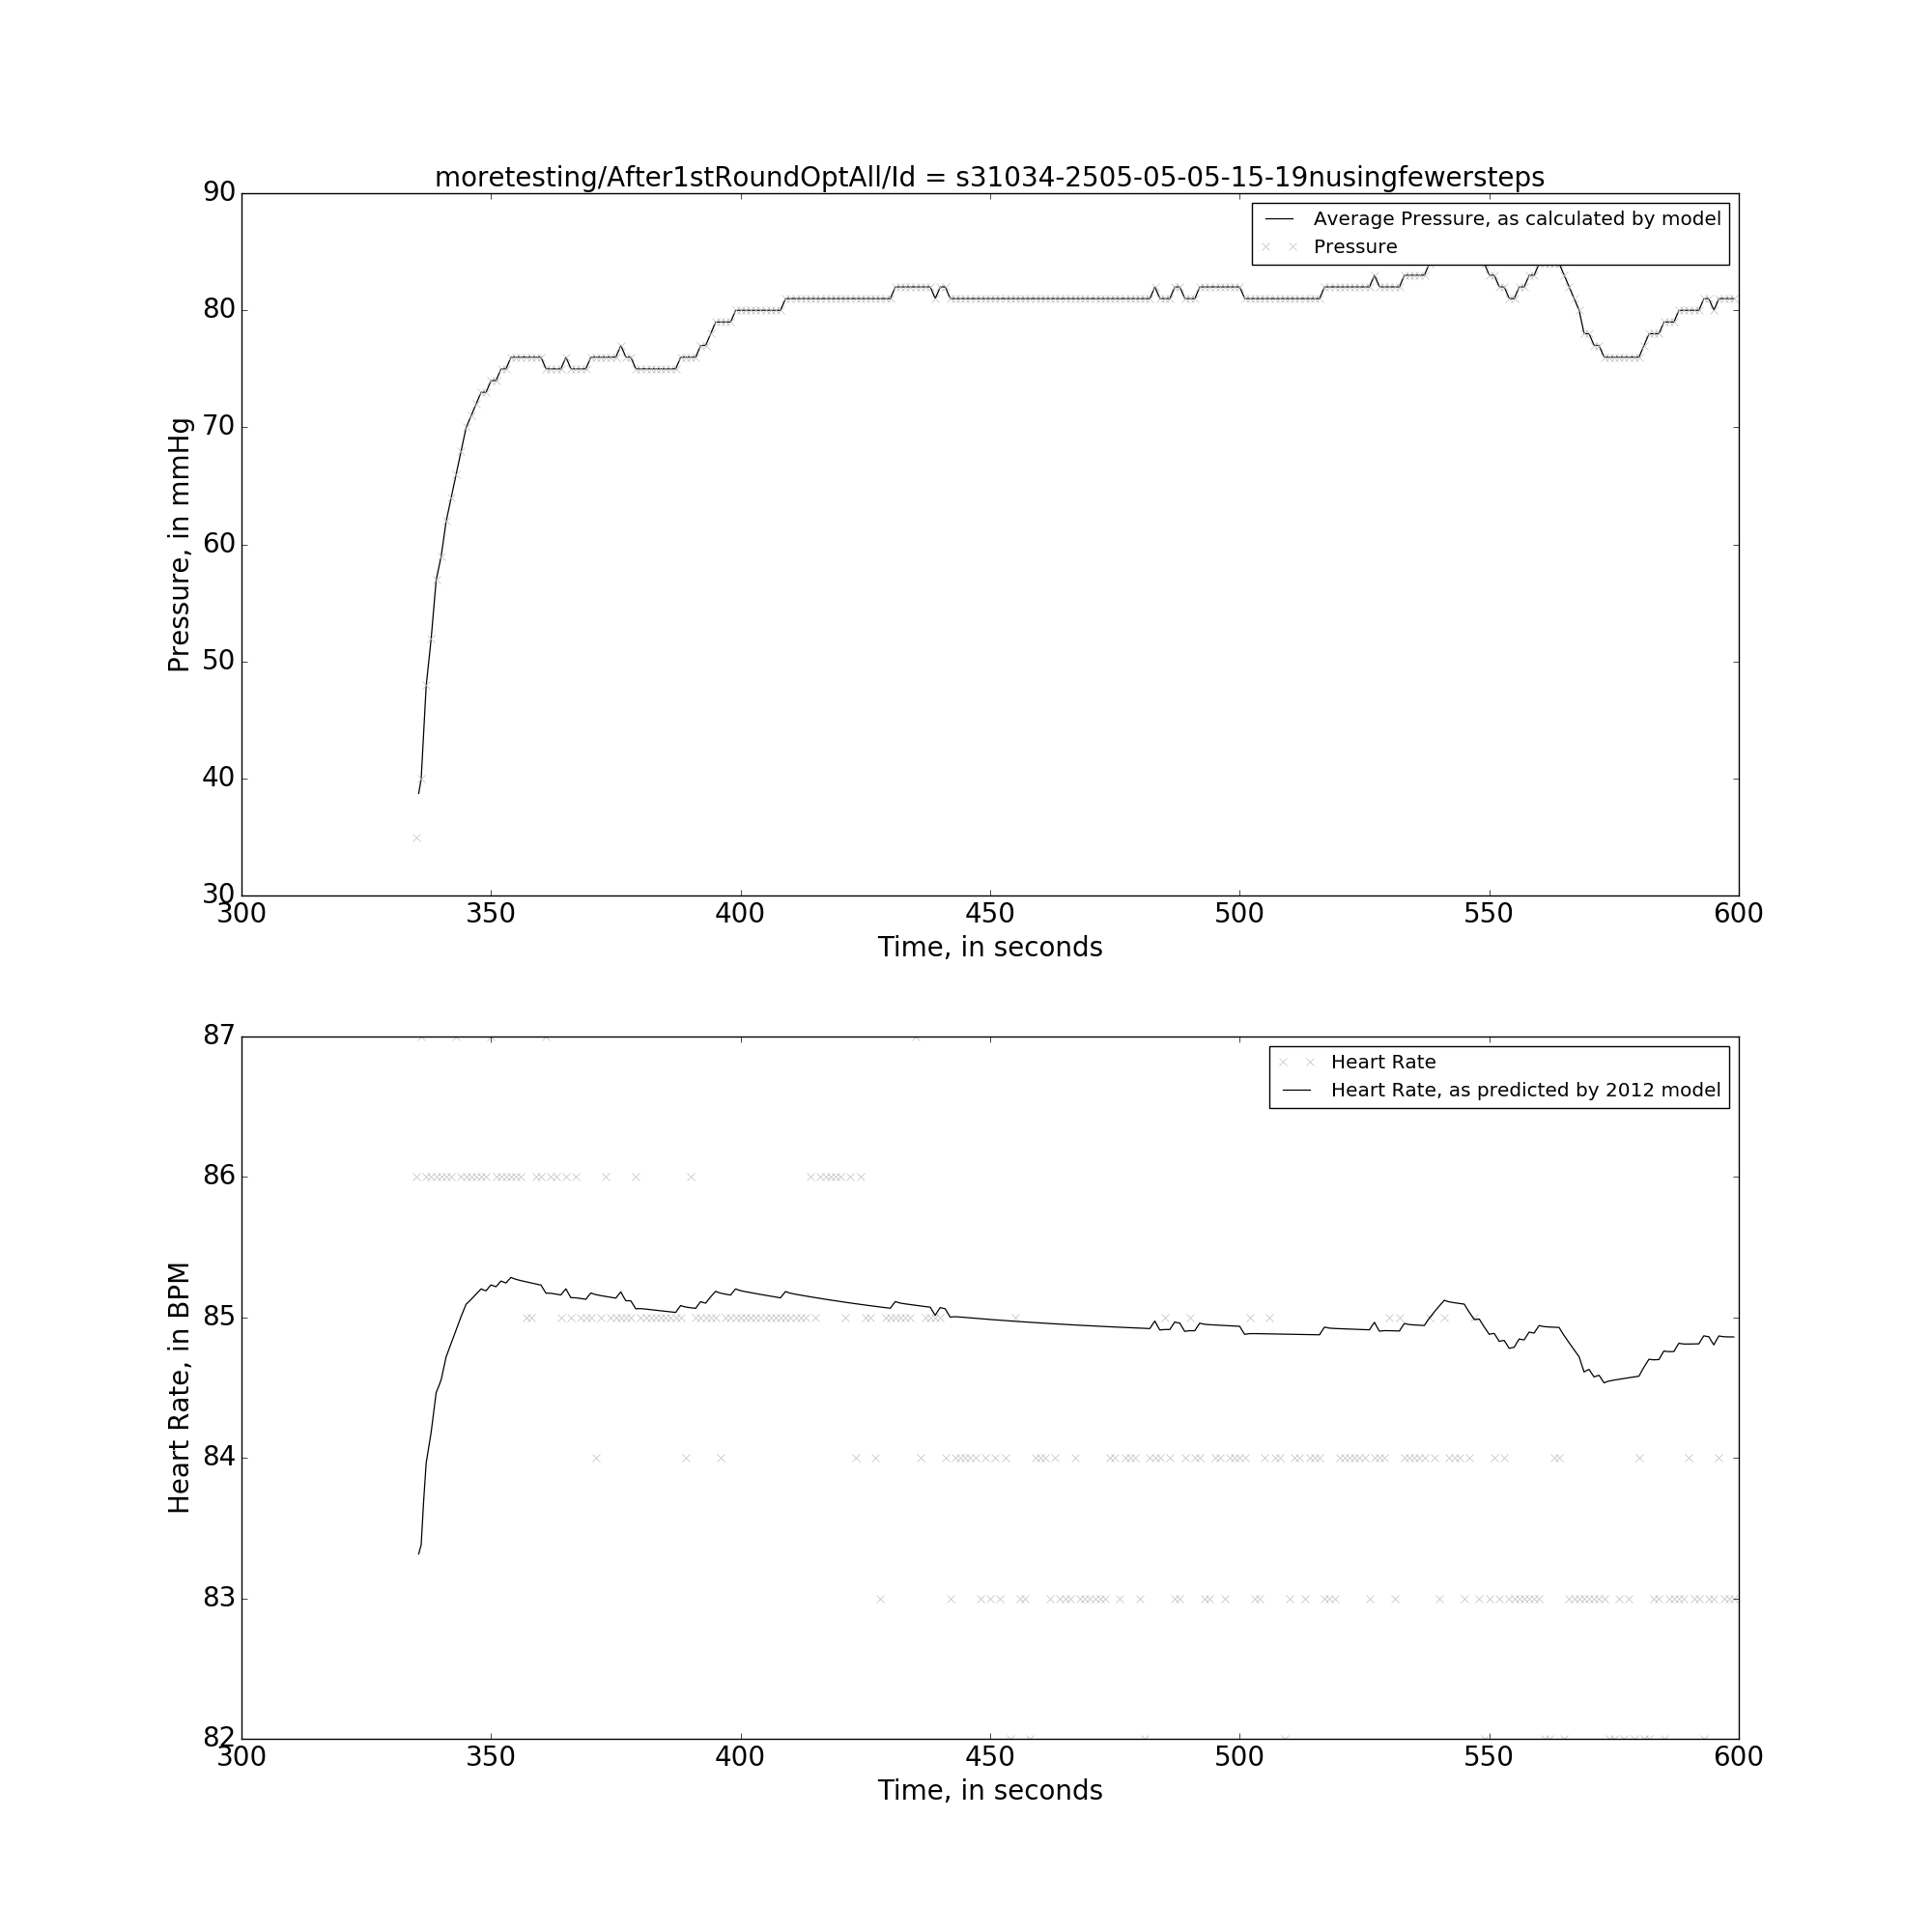 moretesting/After1stRoundOptAll/Id = s31034-2505-05-05-15-19nusingfewersteps
90
80
70
60
50
40
30
Pressure, in mmHg
Average Pressure, as calculated by model
Pressure
300 350 400 450 500 550 600
Time, in seconds
87
86
85
84
83
82
Heart Rate, in BPM
Heart Rate
Heart Rate, as predicted by 2012 model
300 350 400 450 500 550 600
Time, in seconds